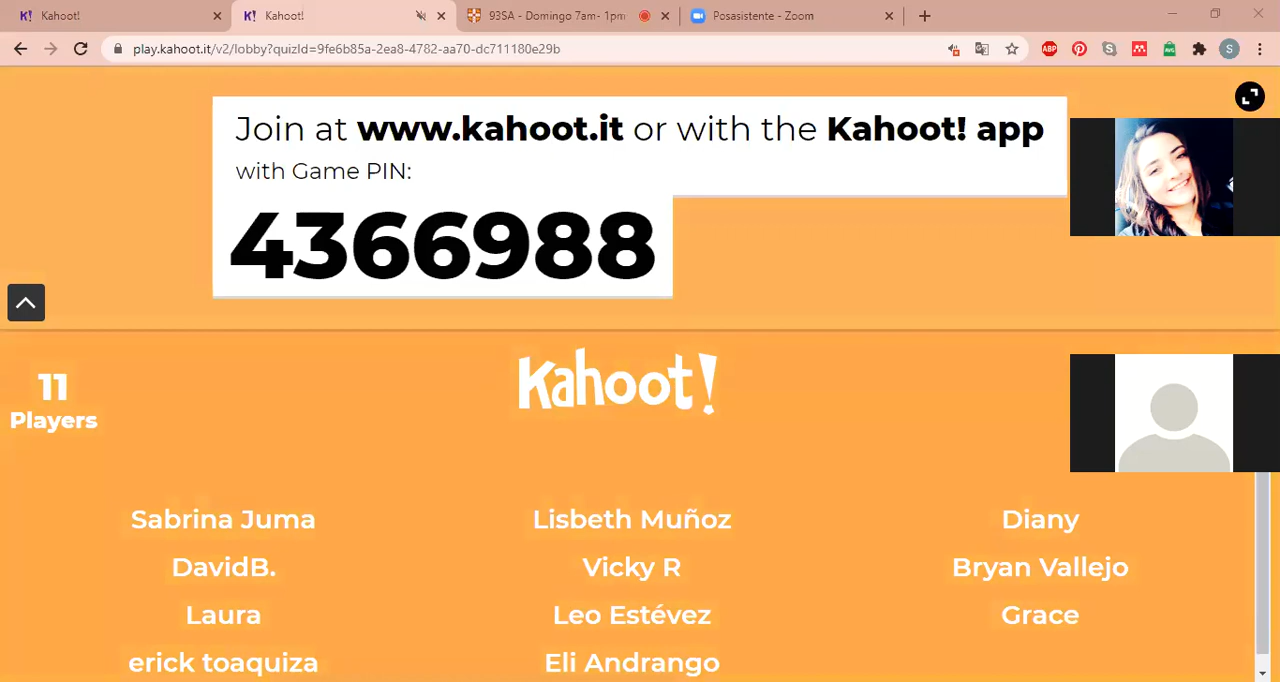 Kahoot!
Kahoot!
93SA - Domingo 7am- 1pm
Posasistente - Zoom
play.kahoot.it/v2/lobby?quizId=9fe6b85a-2ea8-4782-aa70-dc711180e29b
ABP
AVG
S
Join at www.kahoot.it or with the Kahoot! app
with Game PIN:
4366988
11
Players
Kahoot!
Sabrina Juma
Lisbeth Muñoz
Diany
DavidB.
Vicky R
Bryan Vallejo
Laura
Leo Estévez
Grace
erick toaquiza
Eli Andrango